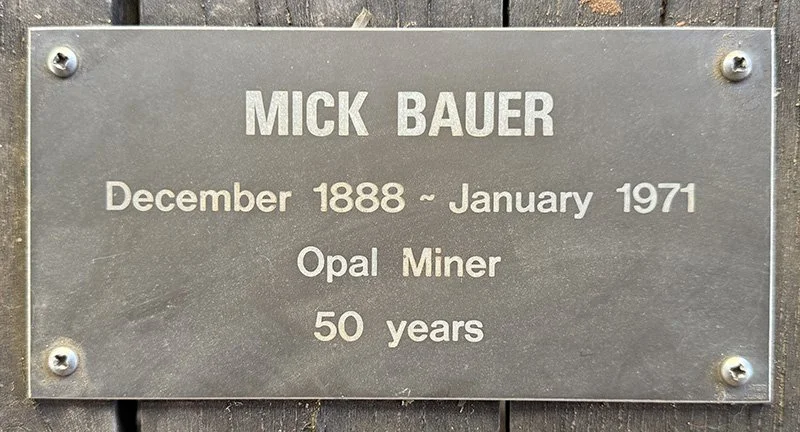 MICK BAUER
December 1888 ~ January 1971
Opal Miner
50 years